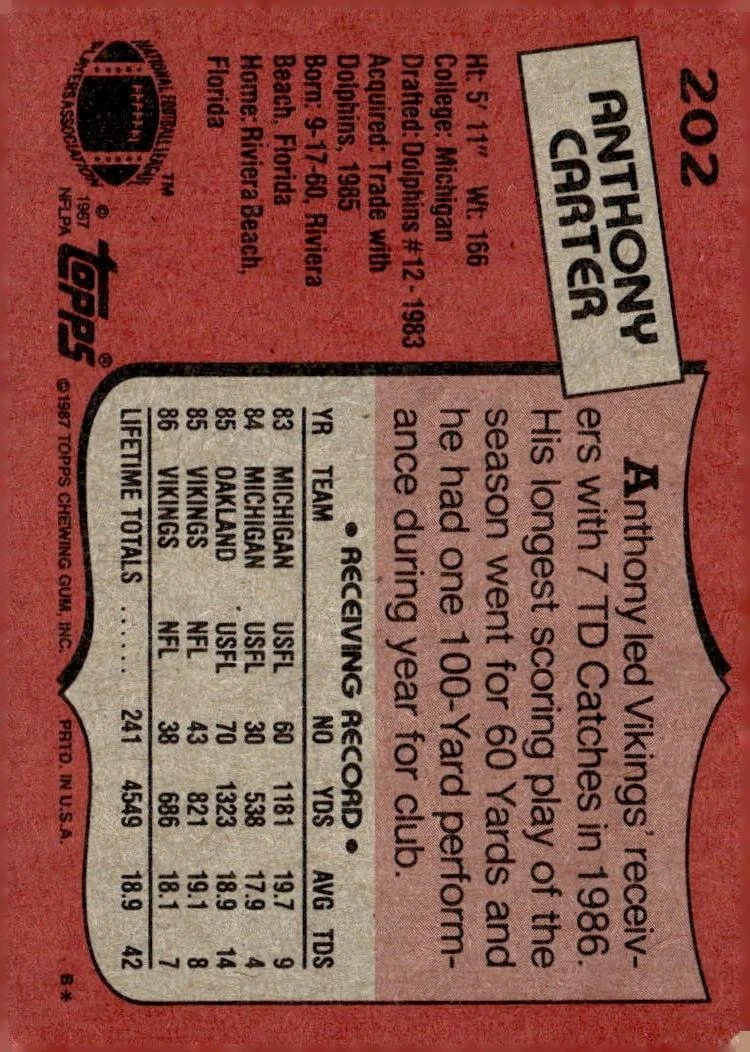 202
ANTHONY
CARTER
Ht: 5' 11" Wt: 166
College: Michigan
Drafted: Dolphins #12-1983
Acquired: Trade with
Dolphins, 1985
Born: 9-17-60, Riviera
Beach, Florida
Home: Riviera Beach,
Florida
NATIONAL FOOTBALL LEAGUE
PLAYERS ASSOCIATION
™
© 1987
NFLPA
topps®
Anthony led Vikings' receiv-
ers with 7 TD Catches in 1986.
His longest scoring play of the
season went for 60 Yards and
he had one 100-Yard perform-
ance during year for club.
• RECEIVING RECORD •
YR TEAM NO YDS AVG TDS
83 MICHIGAN USFL 60 1181 19.7 9
84 MICHIGAN USFL 30 538 17.9 4
85 OAKLAND USFL 70 1323 18.9 14
85 VIKINGS NFL 43 821 19.1 8
86 VIKINGS NFL 38 686 18.1 7
LIFETIME TOTALS ...... 241 4549 18.9 42
©1987 TOPPS CHEWING GUM, INC. PRTD. IN U.S.A. B*